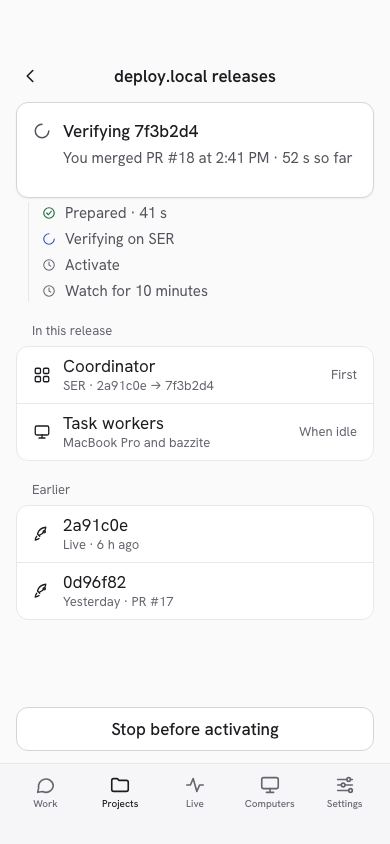 deploy.local releases
Verifying 7f3b2d4
You merged PR #18 at 2:41 PM · 52 s so far
Prepared · 41 s
Verifying on SER
Activate
Watch for 10 minutes
In this release
Coordinator
First
SER · 2a91c0e → 7f3b2d4
Task workers
When idle
MacBook Pro and bazzite
Earlier
2a91c0e
Live · 6 h ago
0d96f82
Yesterday · PR #17
Stop before activating
Work
Projects
Live
Computers
Settings